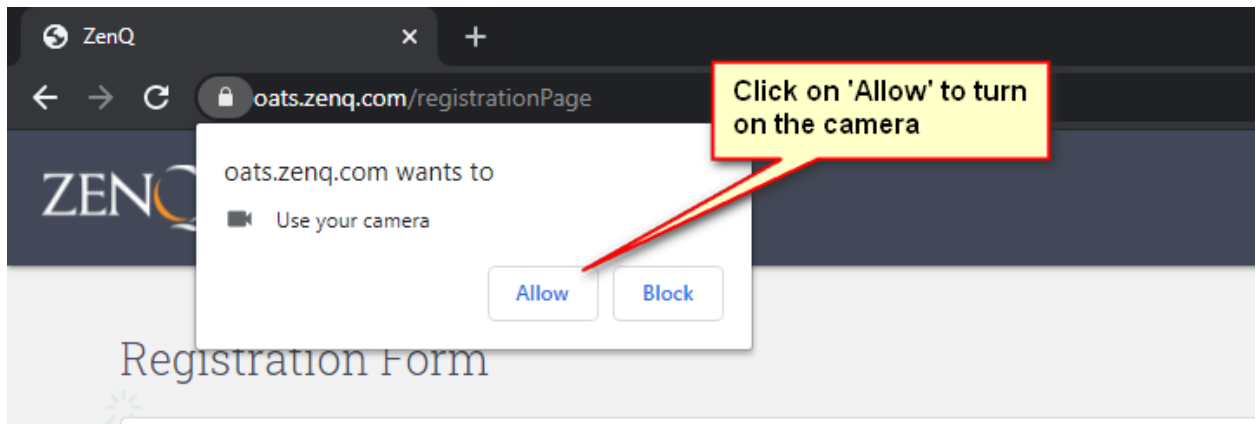 ZenQ
oats.zenq.com/registrationPage
Click on 'Allow' to turn
on the camera
ZENQ
oats.zenq.com wants to
Use your camera
Allow Block
Registration Form